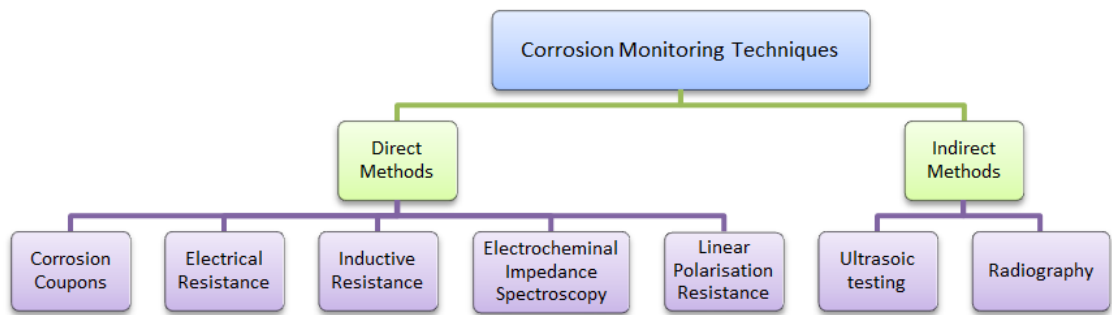 Corrosion Monitoring Techniques
Direct
Methods
Indirect
Methods
Corrosion
Coupons
Electrical
Resistance
Inductive
Resistance
Electrocheminal
Impedance
Spectroscopy
Linear
Polarisation
Resistance
Ultrasoic
testing
Radiography